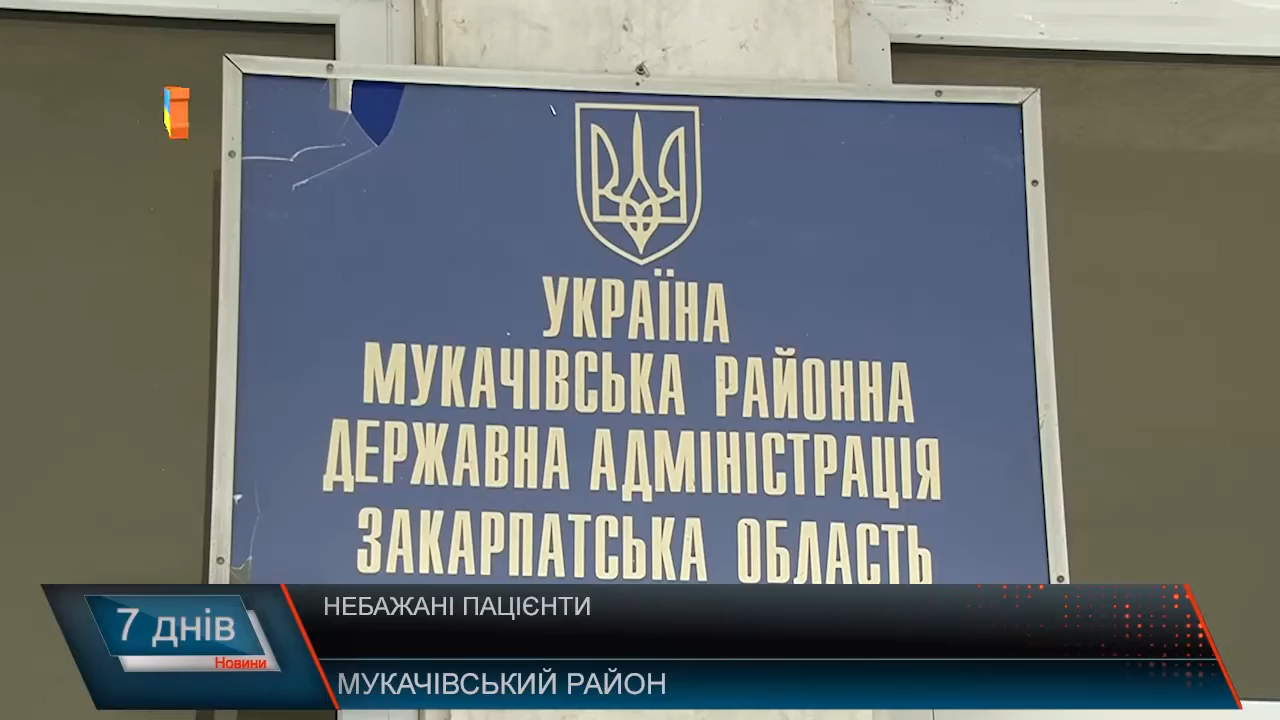 УКРАЇНА
МУКАЧІВСЬКА РАЙОННА
ДЕРЖАВНА АДМІНІСТРАЦІЯ
ЗАКАРПАТСЬКА ОБЛАСТЬ
7 днів
Новини
НЕБАЖАНІ ПАЦІЄНТИ
МУКАЧІВСЬКИЙ РАЙОН